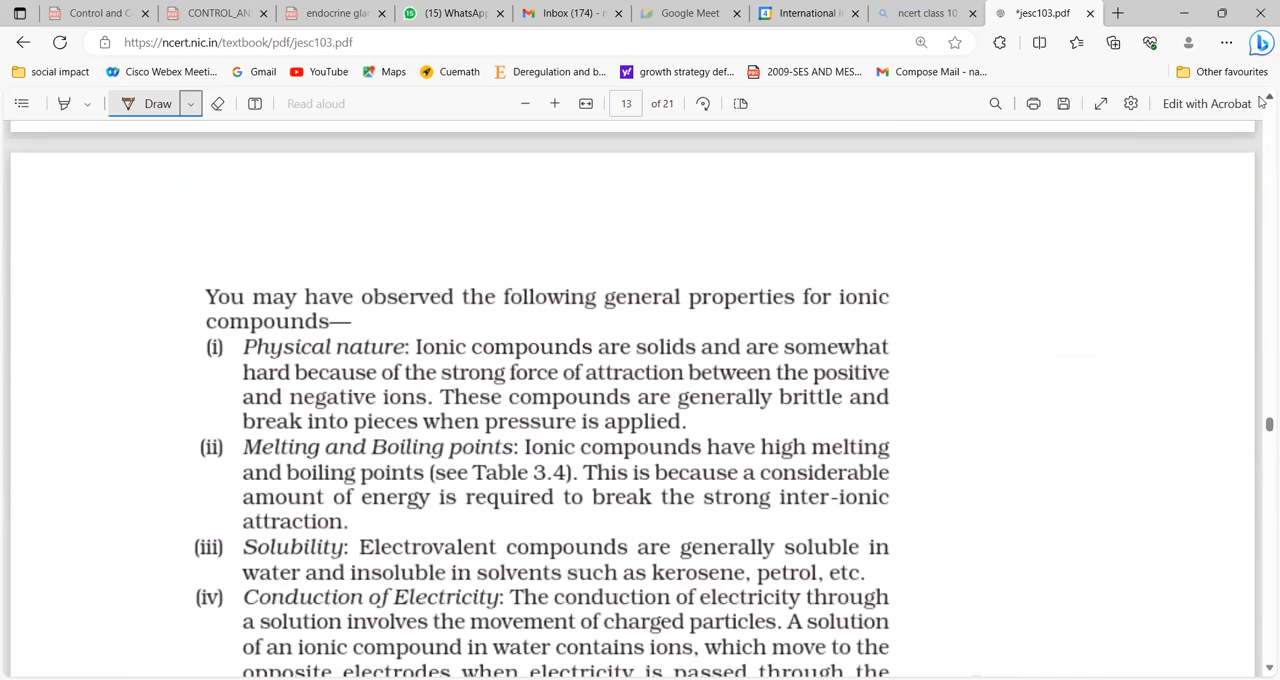 Control and C
CONTROL_AN
endocrine gla
(15) WhatsApp
Inbox (174) - n
Google Meet
International i
ncert class 10
*jesc103.pdf
https://ncert.nic.in/textbook/pdf/jesc103.pdf
social impact
Cisco Webex Meeti...
Gmail
YouTube
Maps
Cuemath
Deregulation and b...
growth strategy def...
2009-SES AND MES...
Compose Mail - na...
Other favourites
Draw
Read aloud
13 of 21
Edit with Acrobat
You may have observed the following general properties for ionic
compounds—
(i) Physical nature: Ionic compounds are solids and are somewhat
hard because of the strong force of attraction between the positive
and negative ions. These compounds are generally brittle and
break into pieces when pressure is applied.
(ii) Melting and Boiling points: Ionic compounds have high melting
and boiling points (see Table 3.4). This is because a considerable
amount of energy is required to break the strong inter-ionic
attraction.
(iii) Solubility: Electrovalent compounds are generally soluble in
water and insoluble in solvents such as kerosene, petrol, etc.
(iv) Conduction of Electricity: The conduction of electricity through
a solution involves the movement of charged particles. A solution
of an ionic compound in water contains ions, which move to the
opposite electrodes when electricity is passed through the